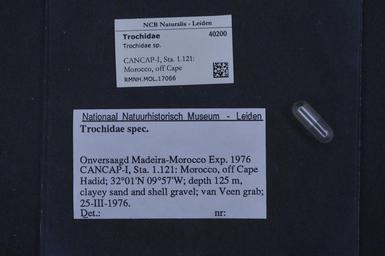 NCB Naturalis - Leiden
Trochidae 40200
Trochidae sp.
CANCAP-I, Sta. 1.121:
Morocco, off Cape
RMNH.MOL.17066
Nationaal Natuurhistorisch Museum - Leiden
Trochidae spec.
Onversaagd Madeira-Morocco Exp. 1976
CANCAP-I, Sta. 1.121: Morocco, off Cape
Hadid; 32°01'N 09°57'W; depth 125 m,
clayey sand and shell gravel; van Veen grab;
25-III-1976.
Det.: nr: